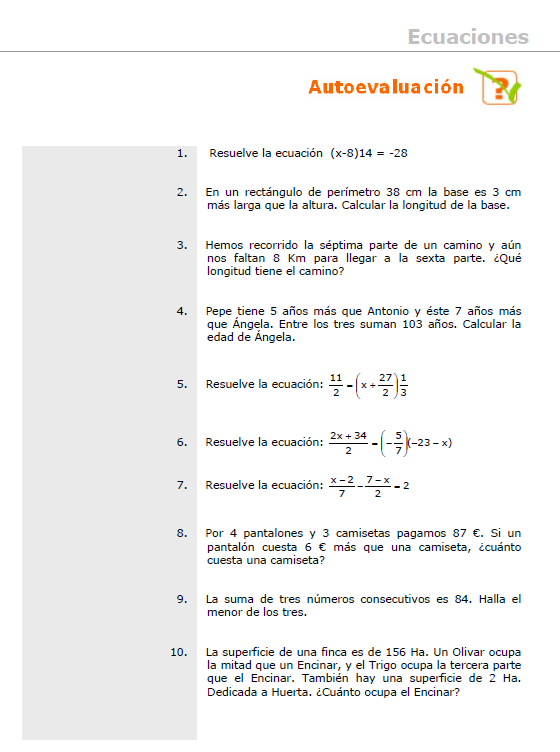 Ecuaciones
Autoevaluación
?
1. Resuelve la ecuación (x-8)14 = -28
2. En un rectángulo de perímetro 38 cm la base es 3 cm
más larga que la altura. Calcular la longitud de la base.
3. Hemos recorrido la séptima parte de un camino y aún
nos faltan 8 Km para llegar a la sexta parte. ¿Qué
longitud tiene el camino?
4. Pepe tiene 5 años más que Antonio y éste 7 años más
que Ángela. Entre los tres suman 103 años. Calcular la
edad de Ángela.
5. Resuelve la ecuación: 11/2 = (x + 27/2) 1/3
6. Resuelve la ecuación: (2x + 34)/2 = (−5/7)(−23 − x)
7. Resuelve la ecuación: (x − 2)/7 − (7 − x)/2 = 2
8. Por 4 pantalones y 3 camisetas pagamos 87 €. Si un
pantalón cuesta 6 € más que una camiseta, ¿cuánto
cuesta una camiseta?
9. La suma de tres números consecutivos es 84. Halla el
menor de los tres.
10. La superficie de una finca es de 156 Ha. Un Olivar ocupa
la mitad que un Encinar, y el Trigo ocupa la tercera parte
que el Encinar. También hay una superficie de 2 Ha.
Dedicada a Huerta. ¿Cuánto ocupa el Encinar?